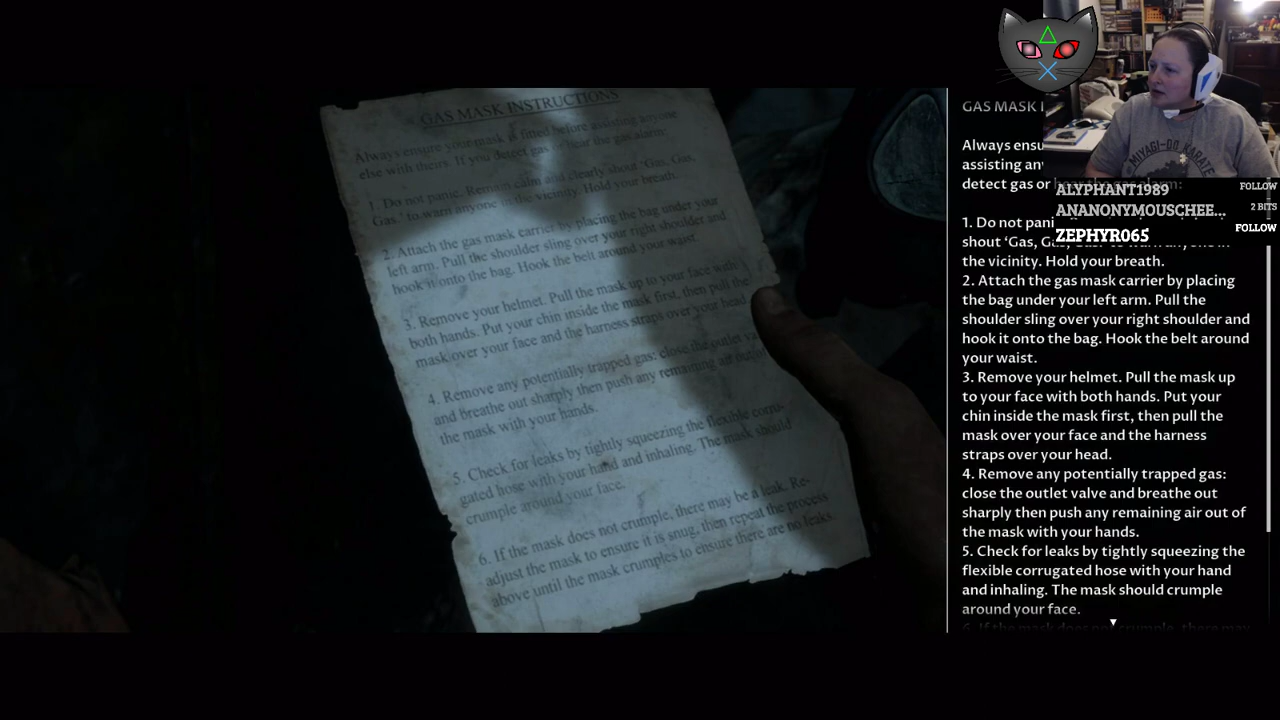 GAS MASK INSTRUCTIONS
Always ensure your mask is fitted before assisting anyone
else with theirs. If you detect gas or hear the gas alarm:
1. Do not panic. Remain calm and clearly shout ‘Gas, Gas,
Gas.’ to warn anyone in the vicinity. Hold your breath.
2. Attach the gas mask carrier by placing the bag under your
left arm. Pull the shoulder sling over your right shoulder and
hook it onto the bag. Hook the belt around your waist.
3. Remove your helmet. Pull the mask up to your face with
both hands. Put your chin inside the mask first, then pull the
mask over your face and the harness straps over your head.
4. Remove any potentially trapped gas: close the outlet va
and breathe out sharply then push any remaining air out of
the mask with your hands.
5. Check for leaks by tightly squeezing the flexible corru-
gated hose with your hand and inhaling. The mask should
crumple around your face.
6. If the mask does not crumple, there may be a leak. Re-
adjust the mask to ensure it is snug, then repeat the process
above until the mask crumples to ensure there are no leaks.
GAS MASK I
Always ensu
assisting an
detect gas or hear the gas alarm:
1. Do not pani
shout ‘Gas, Gas,
the vicinity. Hold your breath.
2. Attach the gas mask carrier by placing
the bag under your left arm. Pull the
shoulder sling over your right shoulder and
hook it onto the bag. Hook the belt around
your waist.
3. Remove your helmet. Pull the mask up
to your face with both hands. Put your
chin inside the mask first, then pull the
mask over your face and the harness
straps over your head.
4. Remove any potentially trapped gas:
close the outlet valve and breathe out
sharply then push any remaining air out of
the mask with your hands.
5. Check for leaks by tightly squeezing the
flexible corrugated hose with your hand
and inhaling. The mask should crumple
around your face.
6. If the mask does not crumple, there may
MIYAGI-DO KARATE
ALYPHANT1989 FOLLOW
ANANONYMOUSCHEE... 2 BITS
ZEPHYR065 FOLLOW